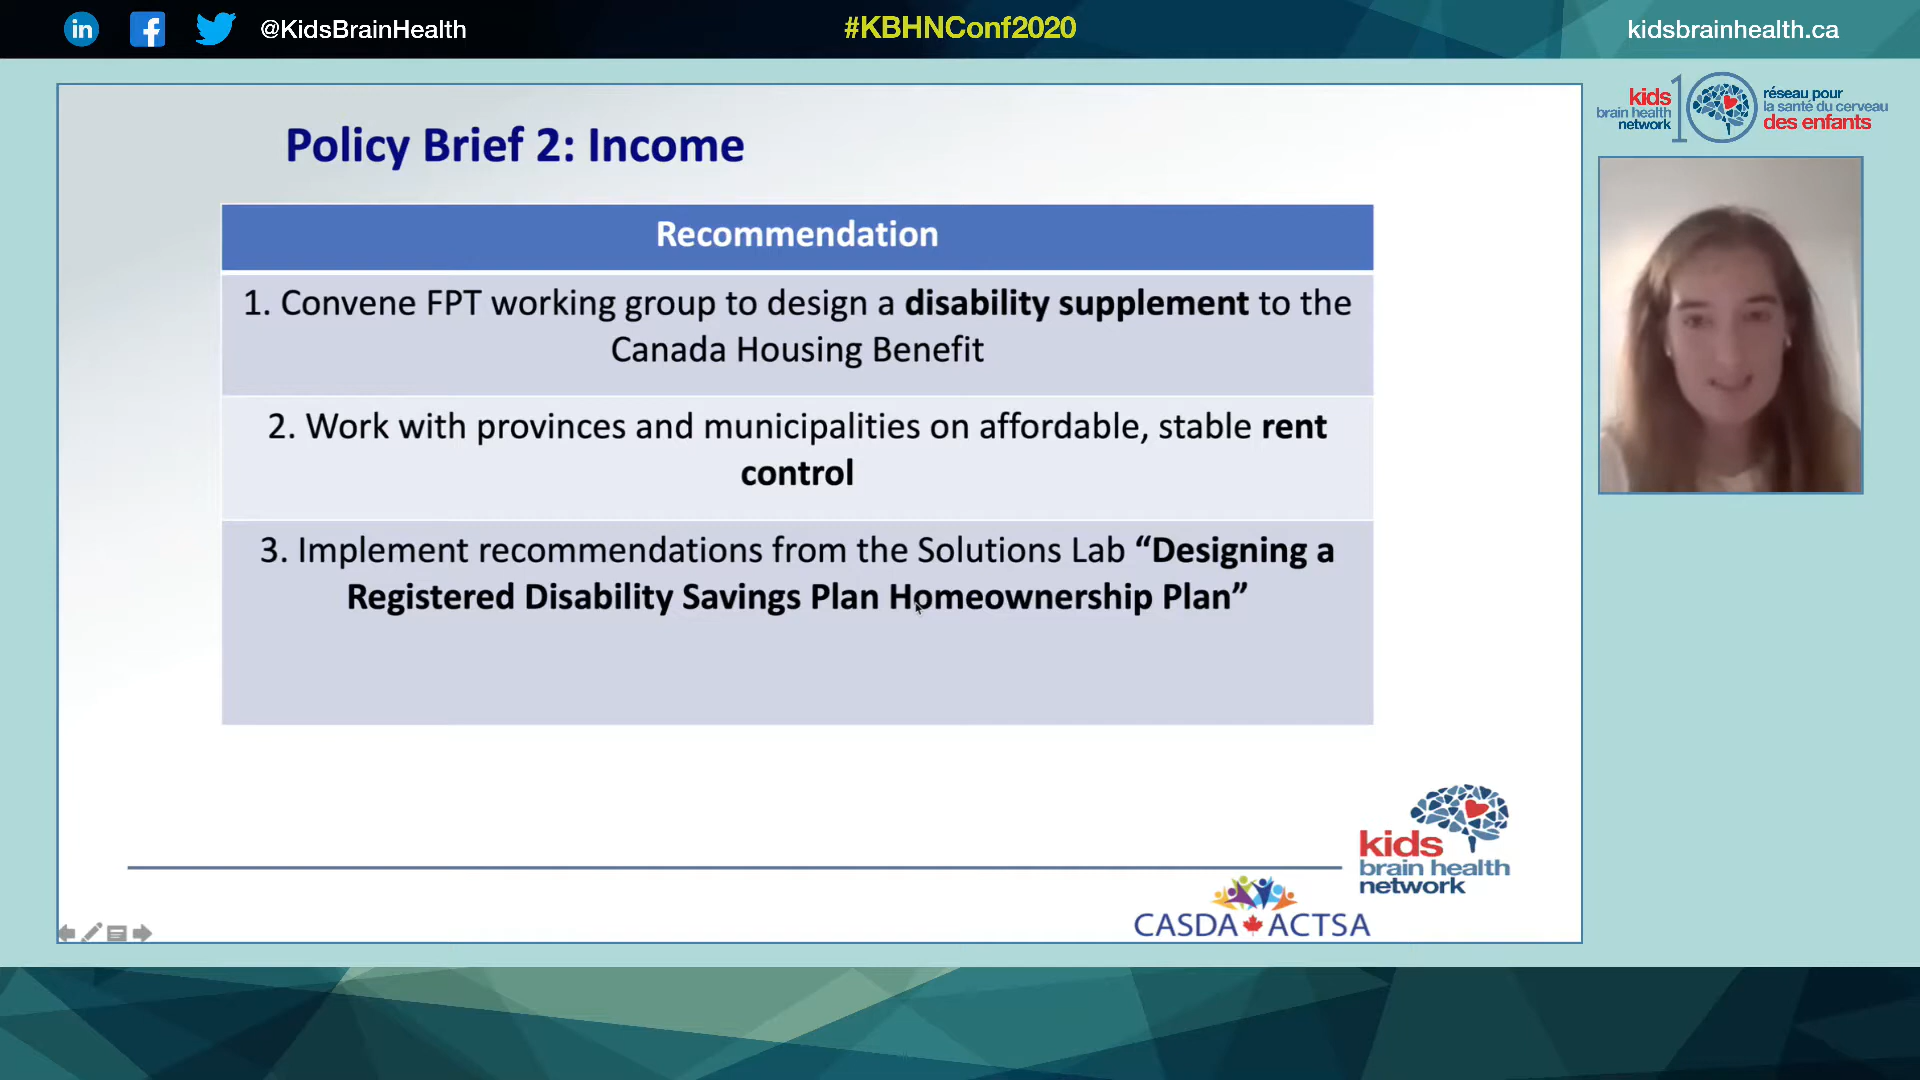 @KidsBrainHealth
#KBHNConf2020
kidsbrainhealth.ca
kids
brain health
network
10
réseau pour
la santé du cerveau
des enfants
Policy Brief 2: Income
Recommendation
1. Convene FPT working group to design a disability supplement to the
Canada Housing Benefit
2. Work with provinces and municipalities on affordable, stable rent
control
3. Implement recommendations from the Solutions Lab “Designing a
Registered Disability Savings Plan Homeownership Plan”
kids
brain health
network
CASDA ACTSA